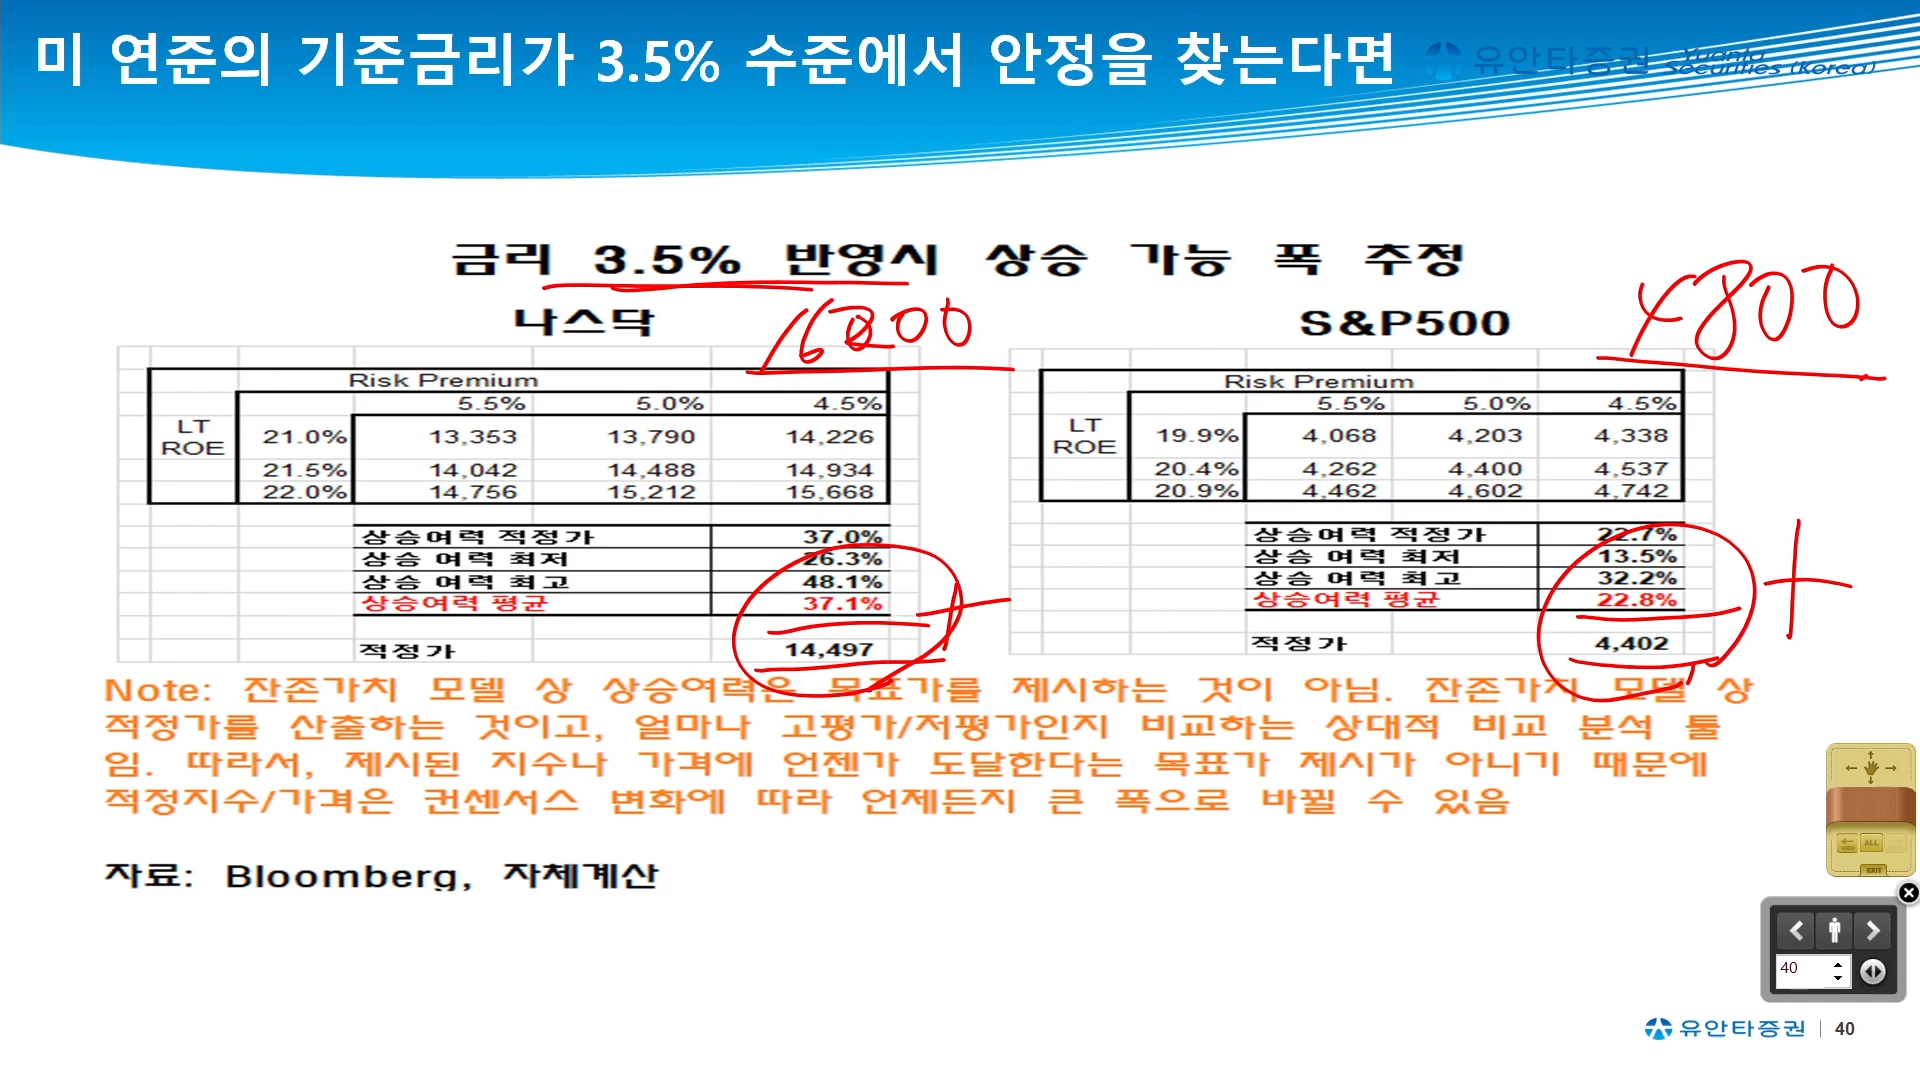 미 연준의 기준금리가 3.5% 수준에서 안정을 찾는다면
유안타증권 Yuanta Securities (Korea)
금리 3.5% 반영시 상승 가능 폭 추정
나스닥
4800
S&P500
Risk Premium
5.5% 5.0% 4.5%
LT ROE
21.0% 13,353 13,790 14,226
21.5% 14,042 14,488 14,934
22.0% 14,756 15,212 15,668
상승여력 적정가 37.0%
상승 여력 최저 26.3%
상승 여력 최고 48.1%
상승여력 평균 37.1%
적정가 14,497
Risk Premium
5.5% 5.0% 4.5%
LT ROE
19.9% 4,068 4,203 4,338
20.4% 4,262 4,400 4,537
20.9% 4,462 4,602 4,742
상승여력 적정가 22.7%
상승 여력 최저 13.5%
상승 여력 최고 32.2%
상승여력 평균 22.8%
적정가 4,402
Note: 잔존가치 모델 상 상승여력은 목표가를 제시하는 것이 아님. 잔존가치 모델 상
적정가를 산출하는 것이고, 얼마나 고평가/저평가인지 비교하는 상대적 비교 분석 툴
임. 따라서, 제시된 지수나 가격에 언젠가 도달한다는 목표가 제시가 아니기 때문에
적정지수/가격은 컨센서스 변화에 따라 언제든지 큰 폭으로 바뀔 수 있음
자료: Bloomberg, 자체계산
ALL
EXIT
40
유안타증권 | 40